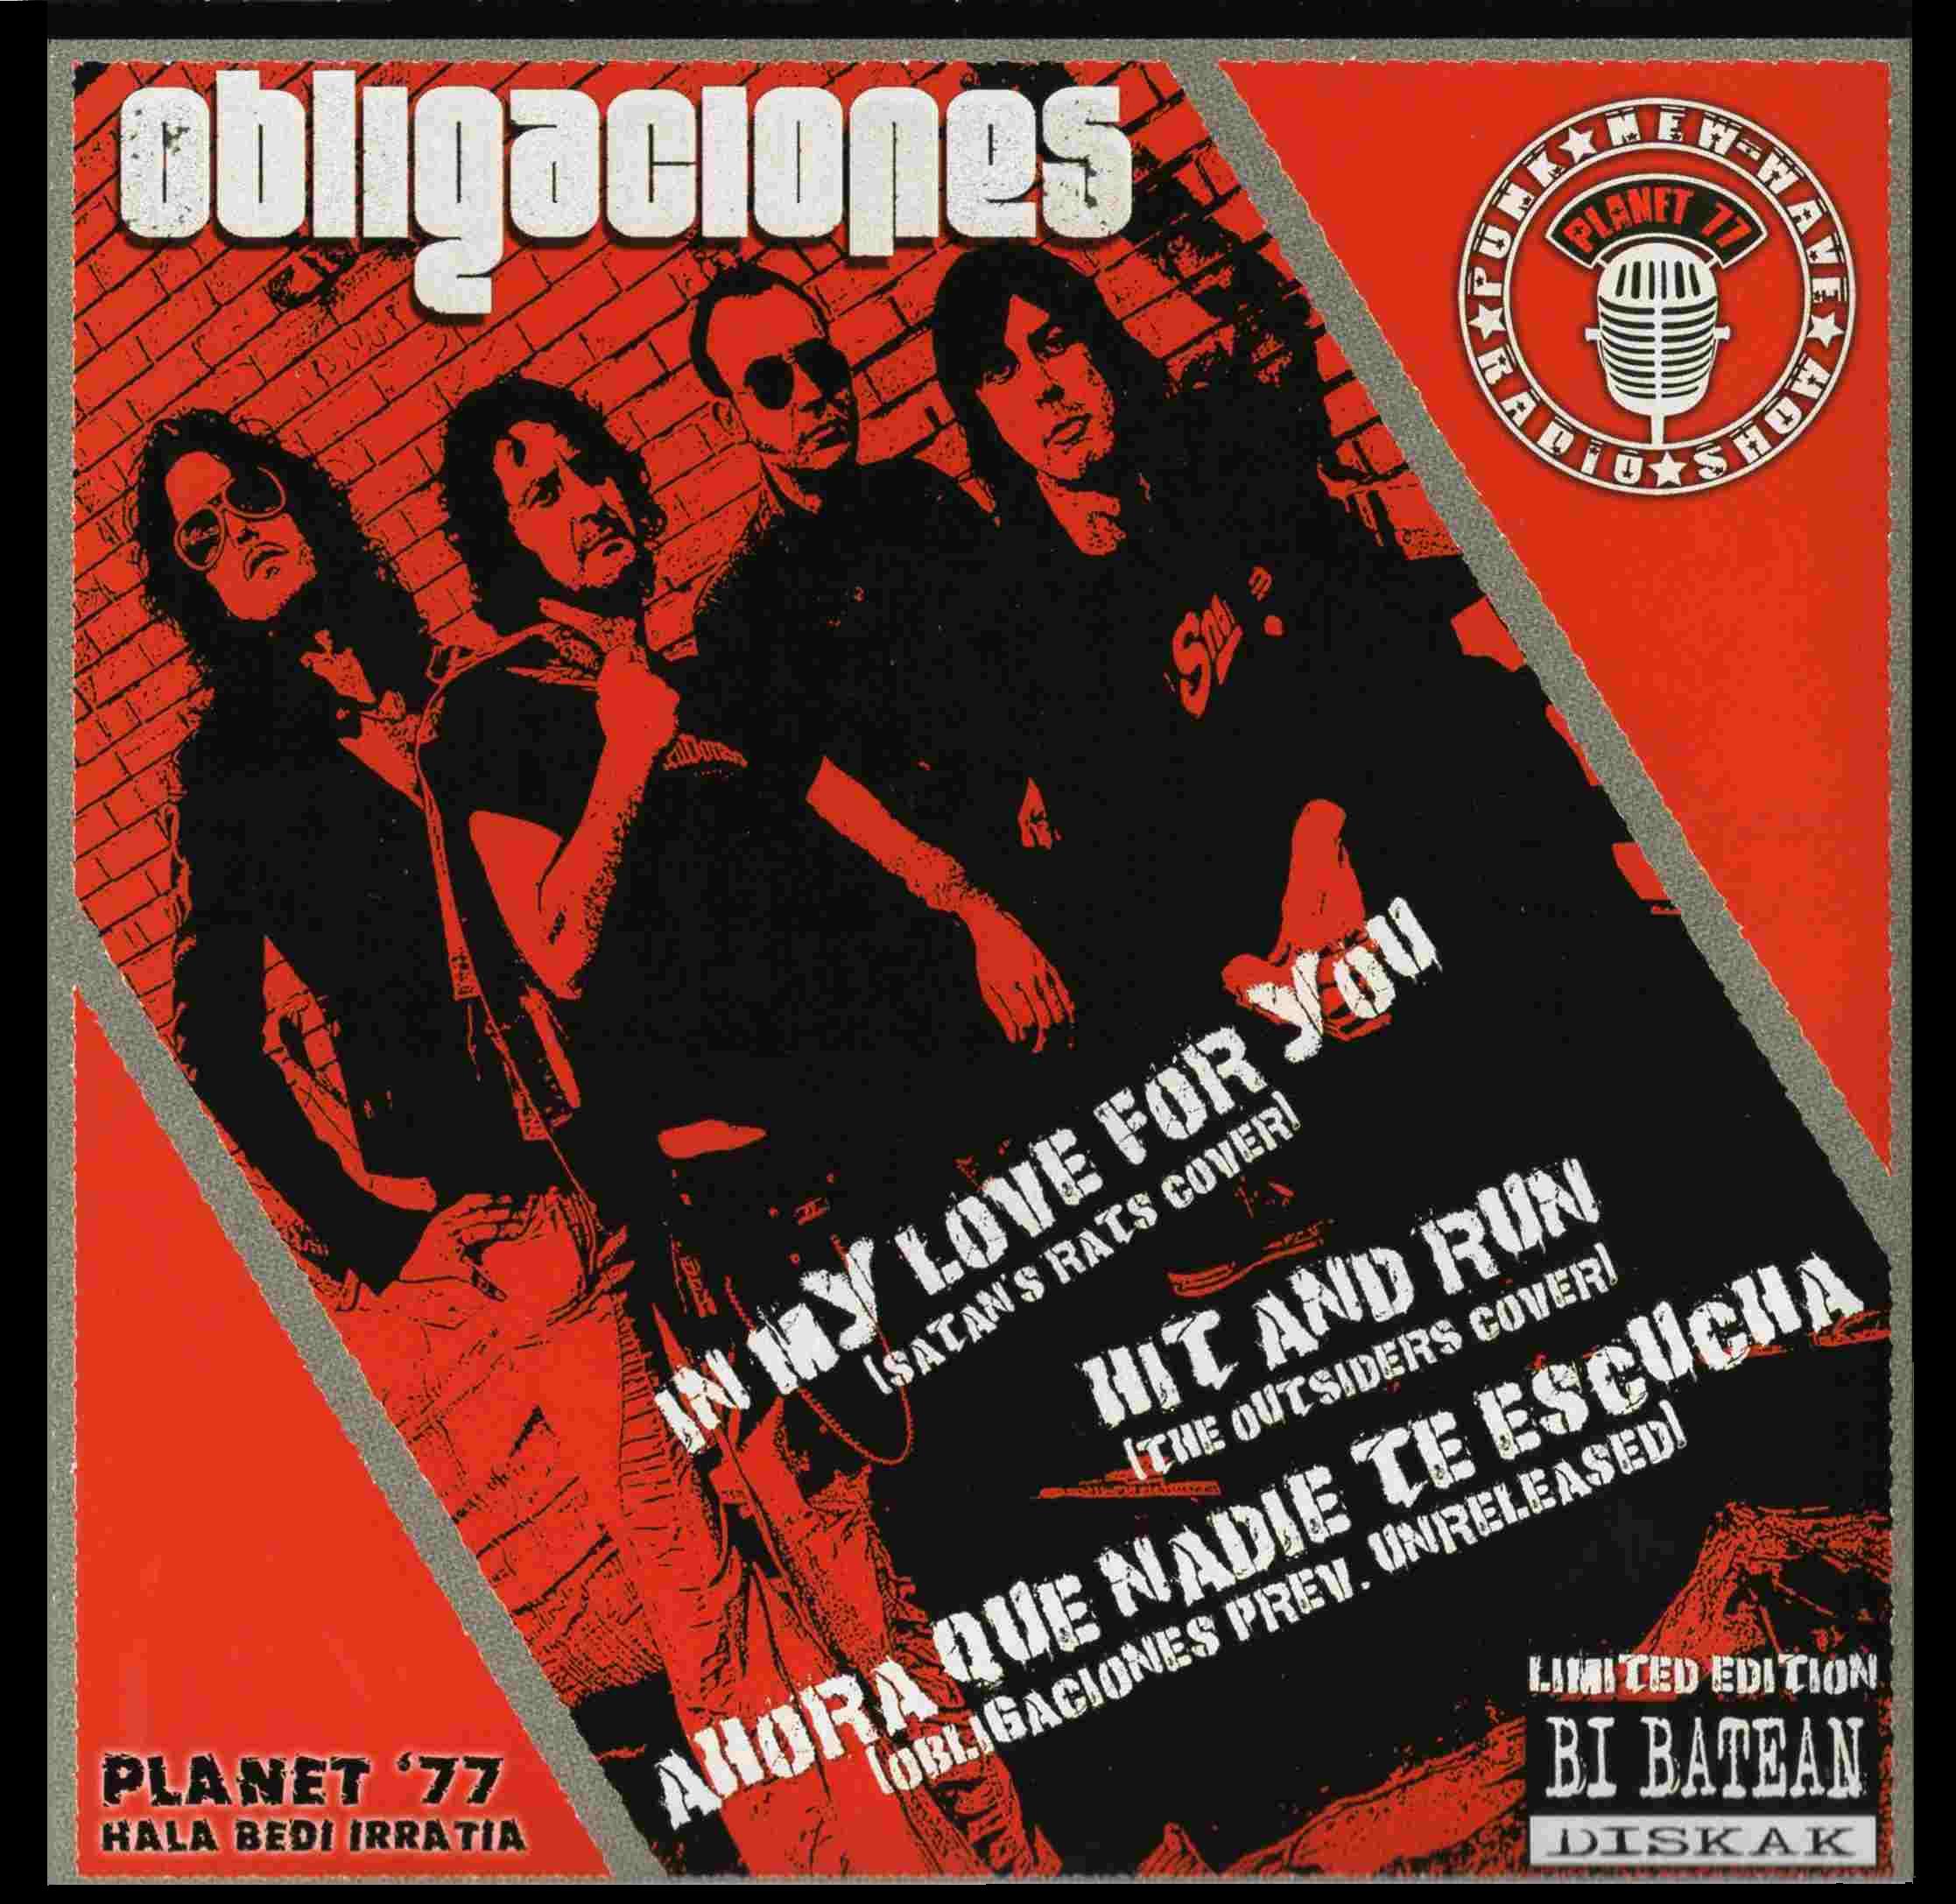 obligaciones
PUNK★NEW-WAVE★
RADIO★SHOW★
PLANET 77
IN MY LOVE FOR YOU
(SATAN'S RATS COVER)
HIT AND RUN
(THE OUTSIDERS COVER)
AHORA QUE NADIE TE ESCUCHA
(OBLIGACIONES PREV. UNRELEASED)
LIMITED EDITION
BI BATEAN
DISKAK
PLANET '77
HALA BEDI IRRATIA